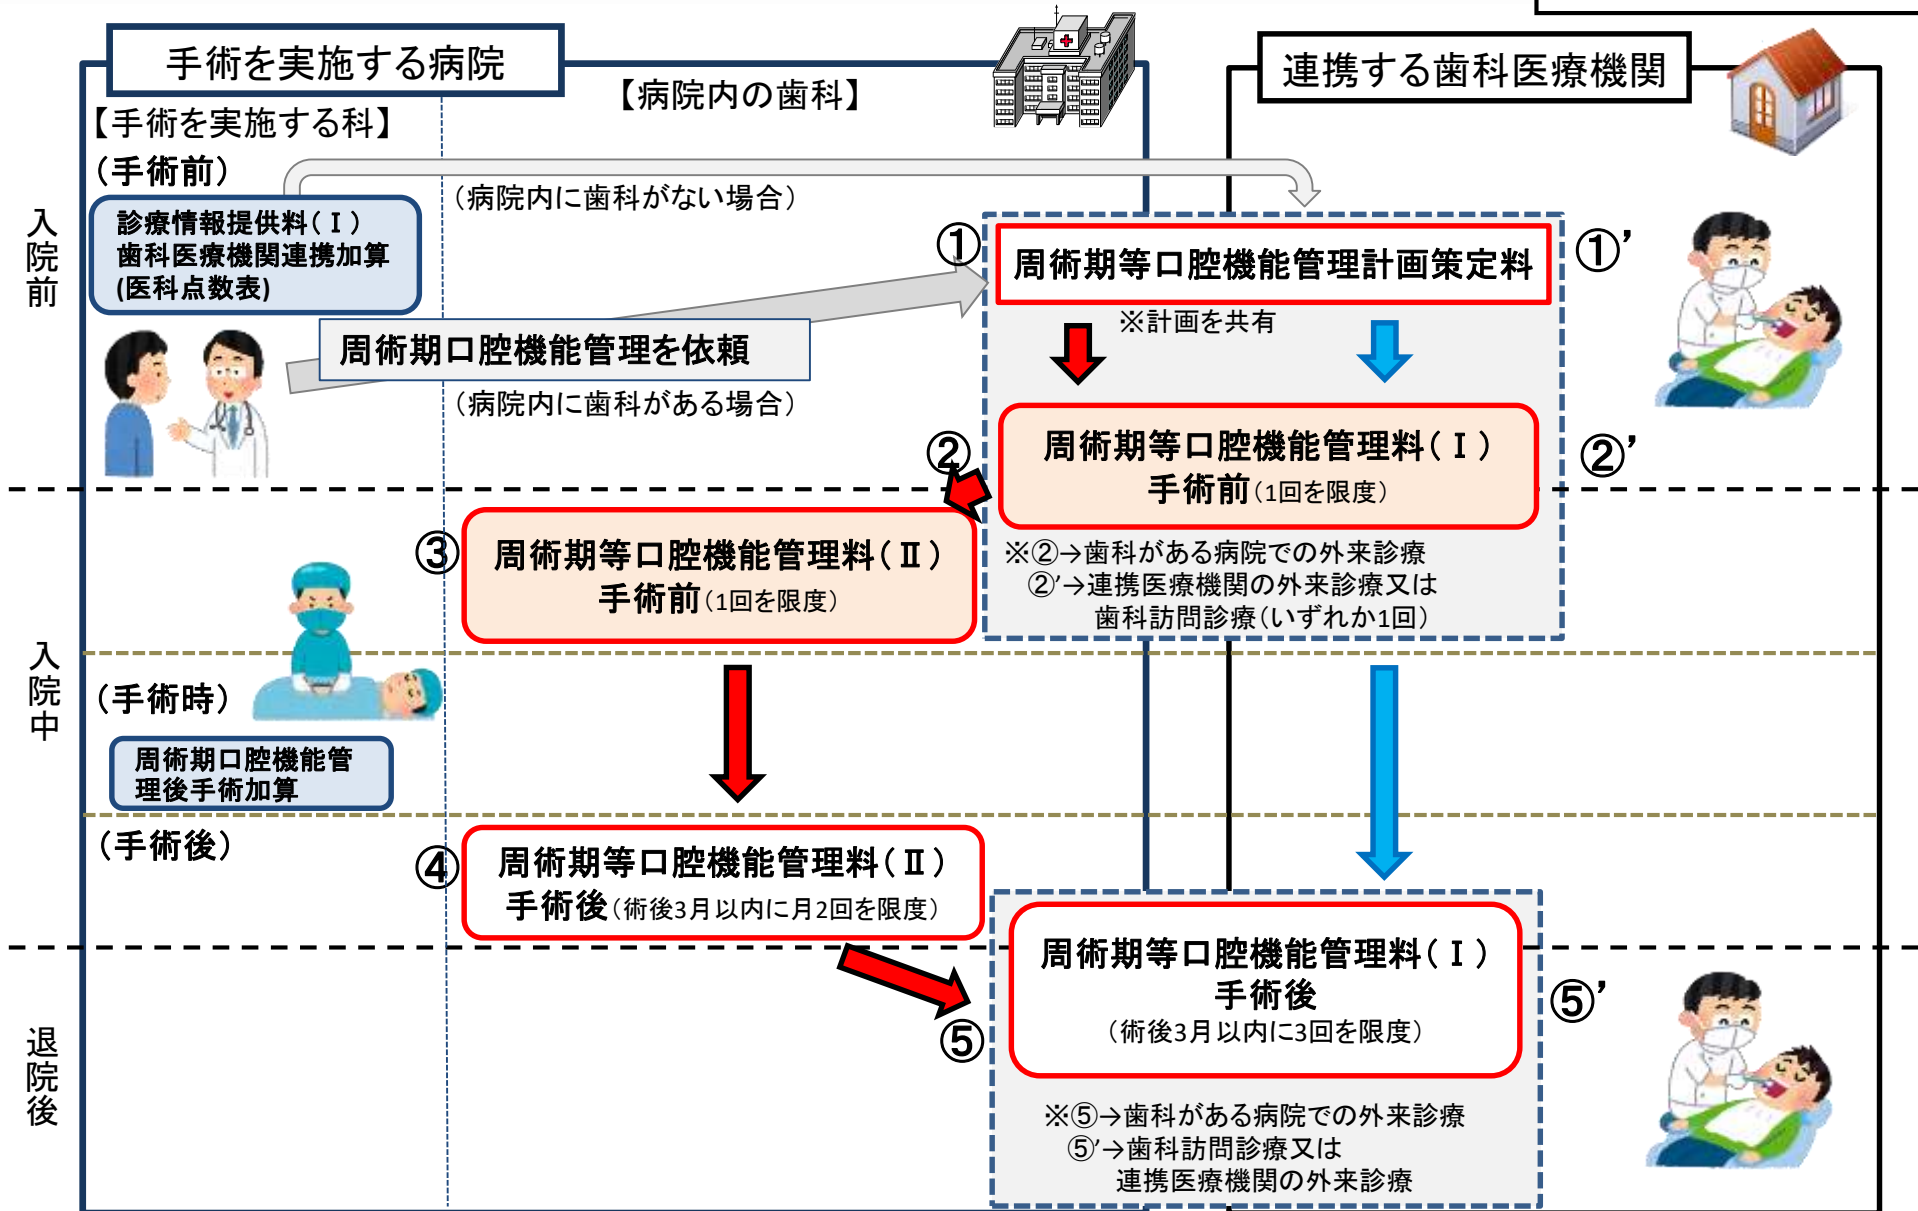 手術を実施する病院
連携する歯科医療機関
【病院内の歯科】
【手術を実施する科】
(手術前)
(病院内に歯科がない場合)
入院前
診療情報提供料(Ⅰ)
歯科医療機関連携加算
(医科点数表)
①
周術期等口腔機能管理計画策定料
①’
※計画を共有
周術期口腔機能管理を依頼
(病院内に歯科がある場合)
②
周術期等口腔機能管理料(Ⅰ)
手術前(1回を限度)
②’
③
周術期等口腔機能管理料(Ⅱ)
手術前(1回を限度)
※②→歯科がある病院での外来診療
②’→連携医療機関の外来診療又は
歯科訪問診療(いずれか1回)
入院中
(手術時)
周術期口腔機能管
理後手術加算
(手術後)
④
周術期等口腔機能管理料(Ⅱ)
手術後(術後3月以内に月2回を限度)
周術期等口腔機能管理料(Ⅰ)
手術後
(術後3月以内に3回を限度)
⑤
⑤’
退院後
※⑤→歯科がある病院での外来診療
⑤’→歯科訪問診療又は
連携医療機関の外来診療